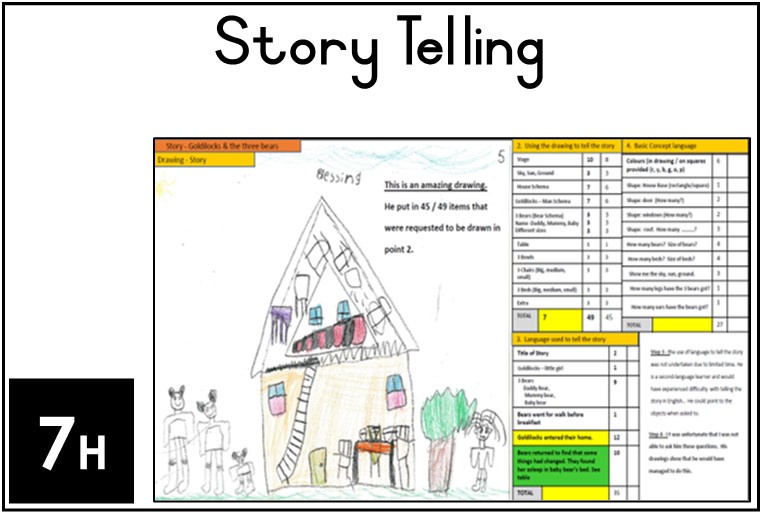 Story Telling
7H
Story - Goldilocks & the three bears
Drawing - Story
5
Blessing
This is an amazing drawing.
He put in 45 / 49 items that
were requested to be drawn in
point 2.
2. Using the drawing to tell the story
Stage 10 8
Sky, Sun, Ground 3 3
House Schema 7 6
Goldilocks – Man Schema 7 6
3 Bears (Bear Schema) 3 3
Name -Daddy, Mummy, Baby 3 3
Different sizes 3 3
Table 1 1
3 Bowls 3 3
3 Chairs (Big, medium,
small) 3 3
3 Beds (Big, medium, small) 3 3
Extra 3 3
TOTAL 7 49 45
3. Language used to tell the story
Title of Story 2
Goldilocks – little girl 1
3 Bears 9
Daddy Bear,
Mummy bear,
Baby bear
Bears went for walk before
breakfast 1
Goldilocks entered their home. 12
Bears returned to find that some
things had changed. They found
her asleep in baby bear's bed. See
table 10
TOTAL 35
4. Basic Concept language
Colours (in drawing / on squares
provided (r, y, b, g, o, p) 6
Shape: House Base (rectangle/square) 1
Shape: door (How many?) 2
Shape: windows (How many?) 2
Shape: roof. How many ____? 3
How many bears? Size of bears? 4
How many beds? Size of beds? 4
Show me the sky, sun, ground. 3
How many legs have the 3 bears got? 1
How many ears have the bears got? 1
TOTAL 27
Step 3- The use of language to tell the story
was not undertaken due to limited time. He
is a second-language learner and would
have experienced difficulty, with telling the
story in English.. He could point to the
objects when asked to.
Step 4- It was unfortunate that I was not
able to ask him these questions. His
drawings show that he would have
managed to do this.